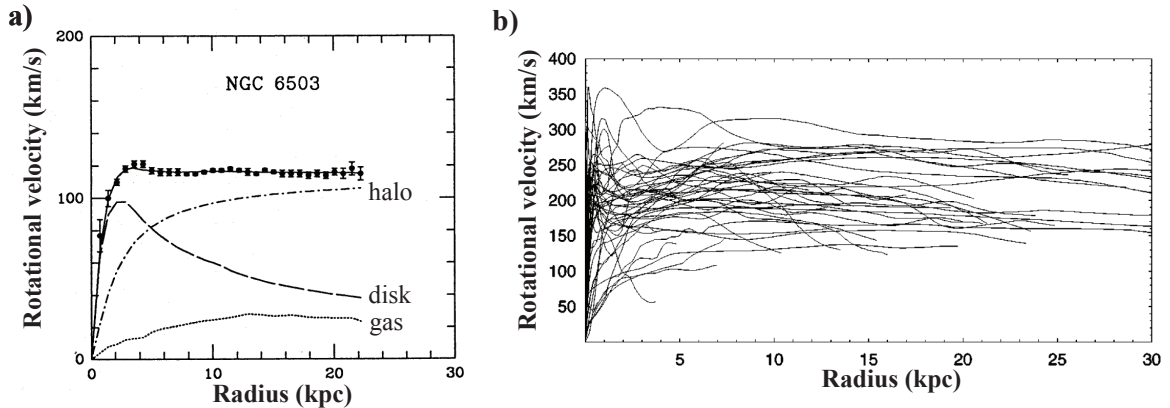 a)
Rotational velocity (km/s)
200
100
0
NGC 6503
halo
disk
gas
0 10 20 30
Radius (kpc)
b)
Rotational velocity (km/s)
400
350
300
250
200
150
100
50
5 10 15 20 25 30
Radius (kpc)